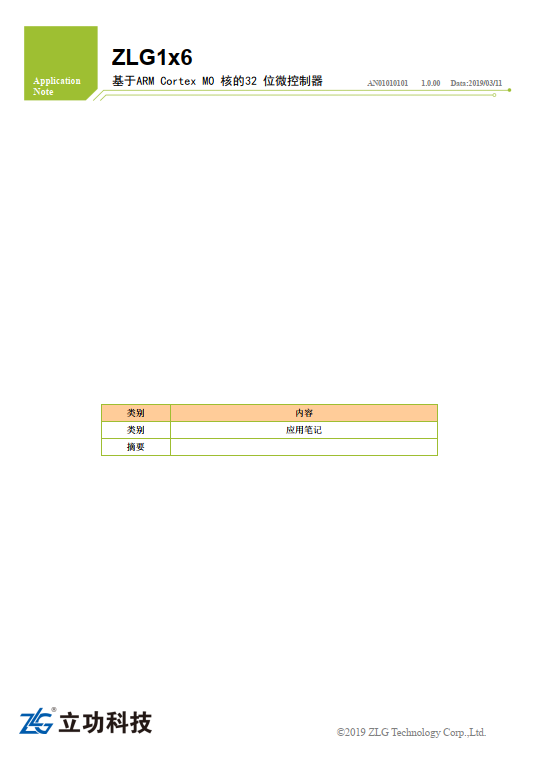 Application
Note
ZLG1x6
基于ARM Cortex M0 核的32 位微控制器
AN01010101 1.0.00 Date:2019/03/11
类别 内容
类别 应用笔记
摘要
ZLG® 立功科技
©2019 ZLG Technology Corp.,Ltd.